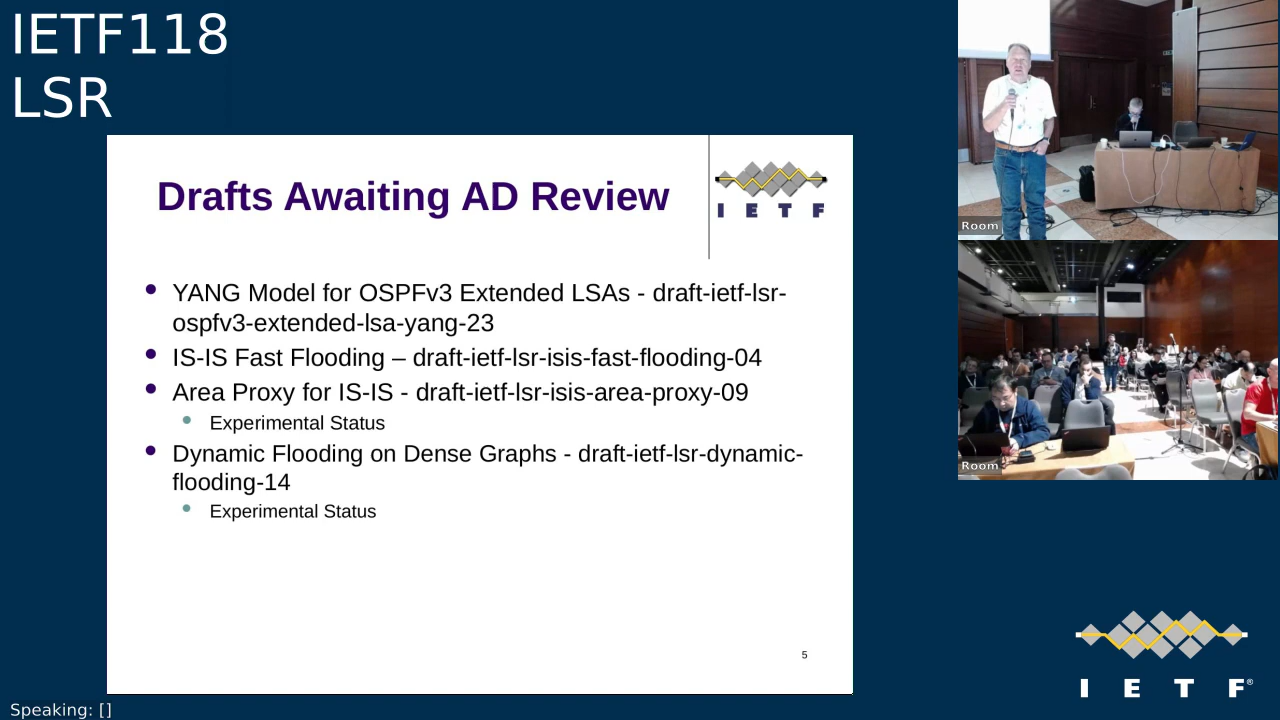 IETF118
LSR
Drafts Awaiting AD Review
I E T F
YANG Model for OSPFv3 Extended LSAs - draft-ietf-lsr-
ospfv3-extended-lsa-yang-23
IS-IS Fast Flooding – draft-ietf-lsr-isis-fast-flooding-04
Area Proxy for IS-IS - draft-ietf-lsr-isis-area-proxy-09
Experimental Status
Dynamic Flooding on Dense Graphs - draft-ietf-lsr-dynamic-
flooding-14
Experimental Status
5
Room
Room
I E T F®
Speaking: []